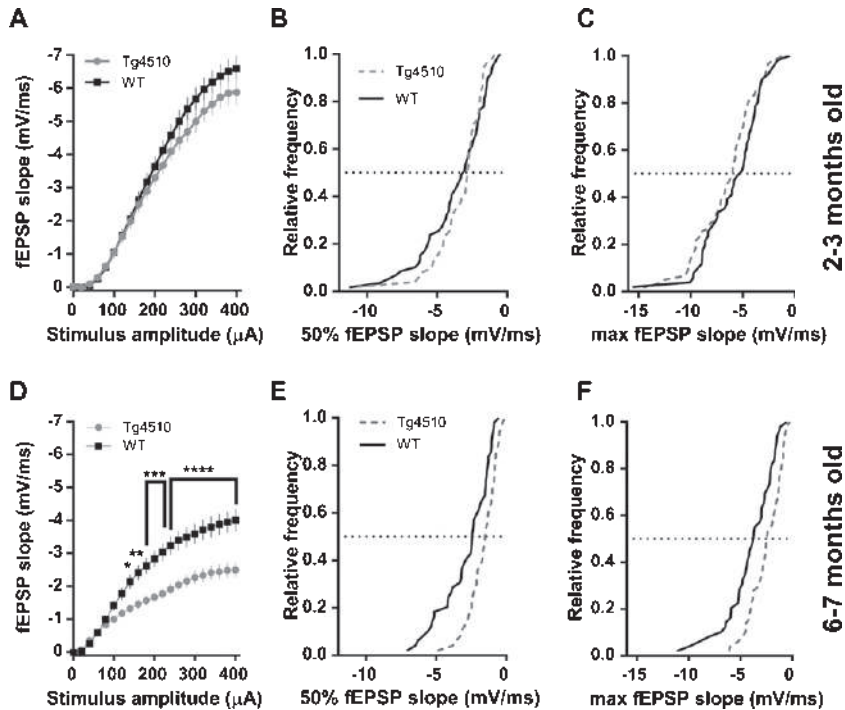 A
-7
-6
-5
-4
-3
-2
-1
0
fEPSP slope (mV/ms)
Tg4510
WT
0 100 200 300 400
Stimulus amplitude (μA)
B
1.0
0.8
0.6
0.4
0.2
0.0
Relative frequency
Tg4510
WT
-10 -5 0
50% fEPSP slope (mV/ms)
C
1.0
0.8
0.6
0.4
0.2
0.0
Relative frequency
-15 -10 -5 0
max fEPSP slope (mV/ms)
2-3 months old
D
-7
-6
-5
-4
-3
-2
-1
0
fEPSP slope (mV/ms)
Tg4510
WT
*** ****
**
*
0 100 200 300 400
Stimulus amplitude (μA)
E
1.0
0.8
0.6
0.4
0.2
0.0
Relative frequency
Tg4510
WT
-10 -5 0
50% fEPSP slope (mV/ms)
F
1.0
0.8
0.6
0.4
0.2
0.0
Relative frequency
Tg4510
WT
-15 -10 -5 0
max fEPSP slope (mV/ms)
6-7 months old